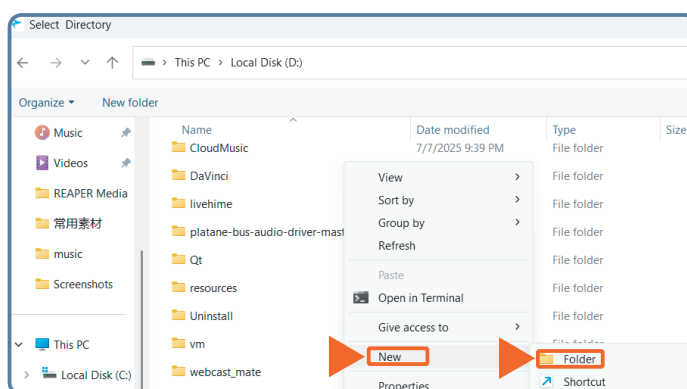 Select Directory
This PC > Local Disk (D:)
Organize New folder
Name Date modified Type Size
Music
Videos
REAPER Media
常用素材
music
Screenshots
This PC
Local Disk (C:)
CloudMusic 7/7/2025 9:39 PM File folder
DaVinci File folder
livehime File folder
platane-bus-audio-driver-mast File folder
Qt File folder
resources File folder
Uninstall File folder
vm File folder
webcast_mate
View
Sort by
Group by
Refresh
Paste
Open in Terminal
Give access to
New
Properties
Folder
Shortcut